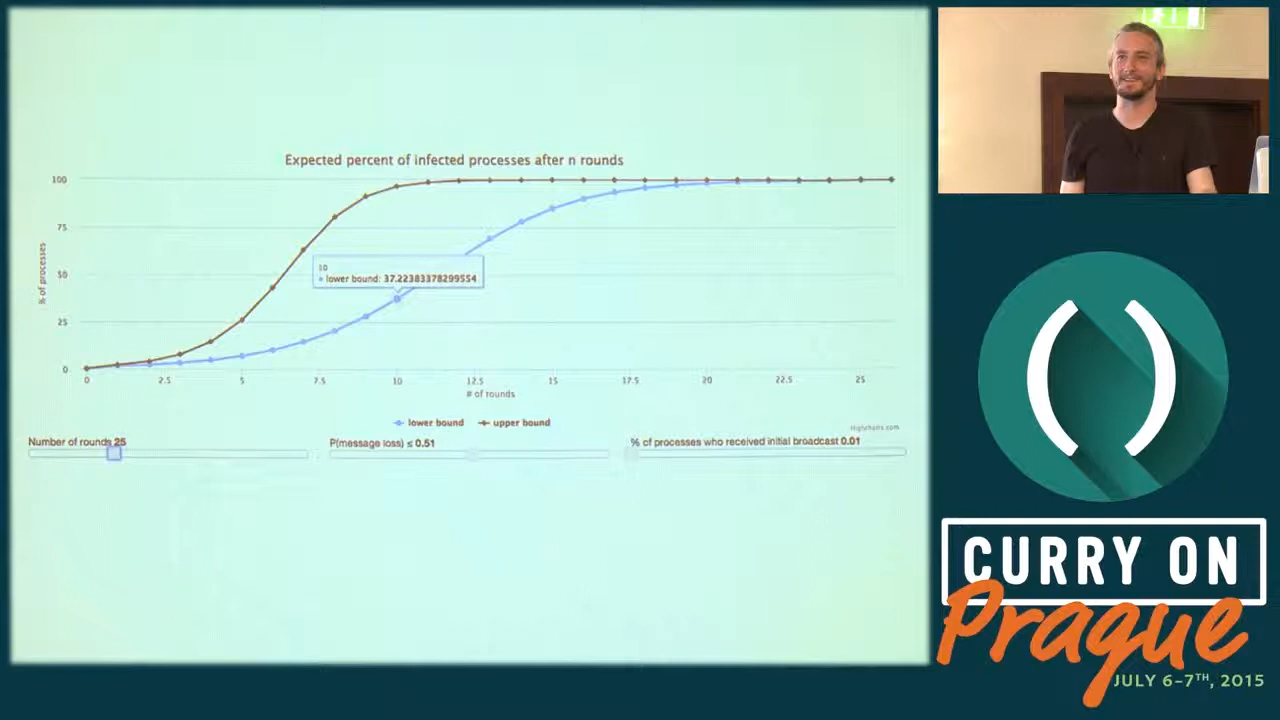 Expected percent of infected processes after n rounds
100
75
50
25
0
% of processes
10
lower bound: 37.22383378299554
0
2.5
5
7.5
10
12.5
15
17.5
20
22.5
25
# of rounds
lower bound
upper bound
Highcharts.com
Number of rounds 25
P(message loss) ≤ 0.51
% of processes who received initial broadcast 0.01
()
CURRY ON
Prague
JULY 6-7TH, 2015